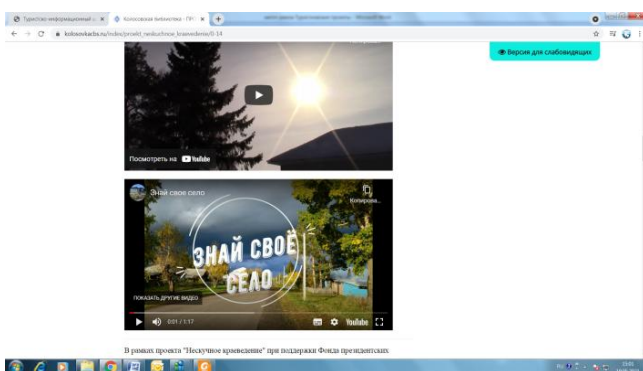 Туристско-информационный ц
Колосовская библиотека - ПР
kolosovkacbs.ru/index/proekt_neskuchnoe_kraevedenie/0-14
Версия для слабовидящих
Посмотреть на YouTube
Знай свое село
Копирова...
ЗНАЙ СВОЁ
СЕЛО
ПОКАЗАТЬ ДРУГИЕ ВИДЕО
0:01 / 1:17
YouTube
В рамках проекта "Нескучное краеведение" при поддержки Фонда президентских
RU